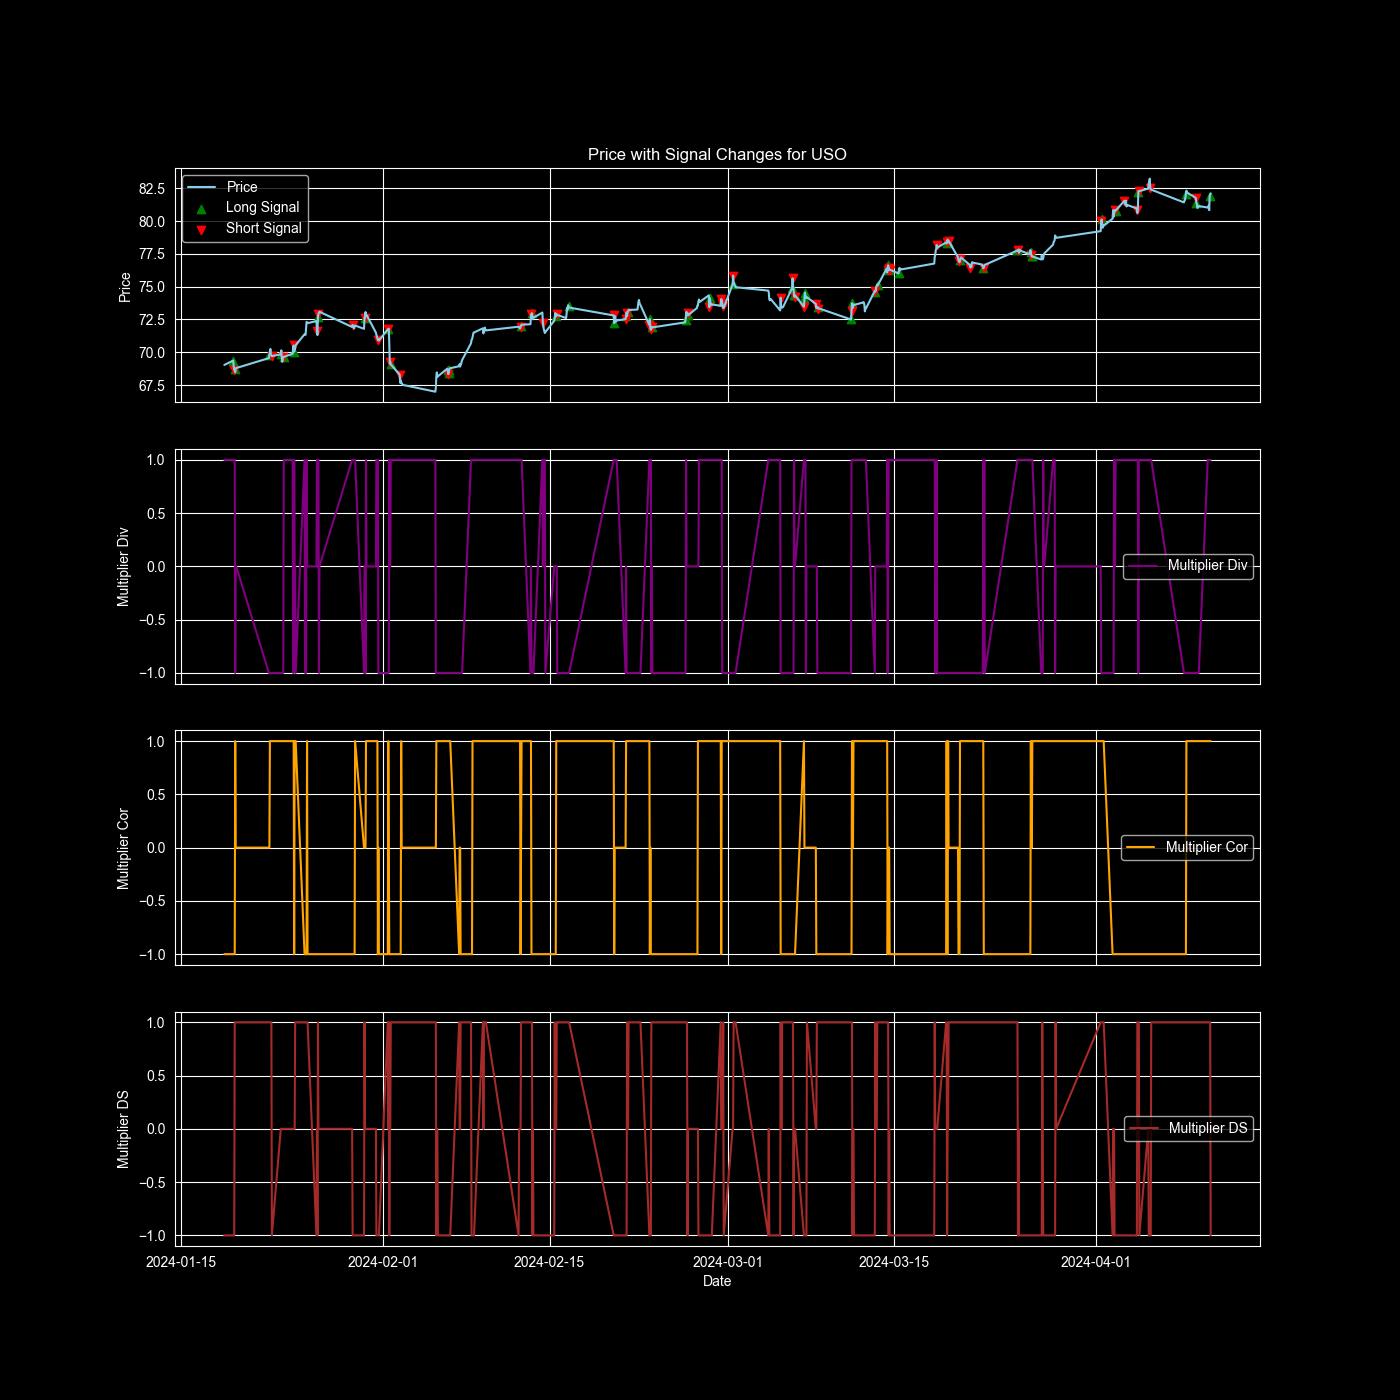 Price with Signal Changes for USO
82.5
80.0
77.5
75.0
72.5
70.0
67.5
Price
Price
Long Signal
Short Signal
1.0
0.5
0.0
−0.5
−1.0
Multiplier Div
Multiplier Div
1.0
0.5
0.0
−0.5
−1.0
Multiplier Cor
Multiplier Cor
1.0
0.5
0.0
−0.5
−1.0
Multiplier DS
Multiplier DS
2024-01-15 2024-02-01 2024-02-15 2024-03-01 2024-03-15 2024-04-01
Date